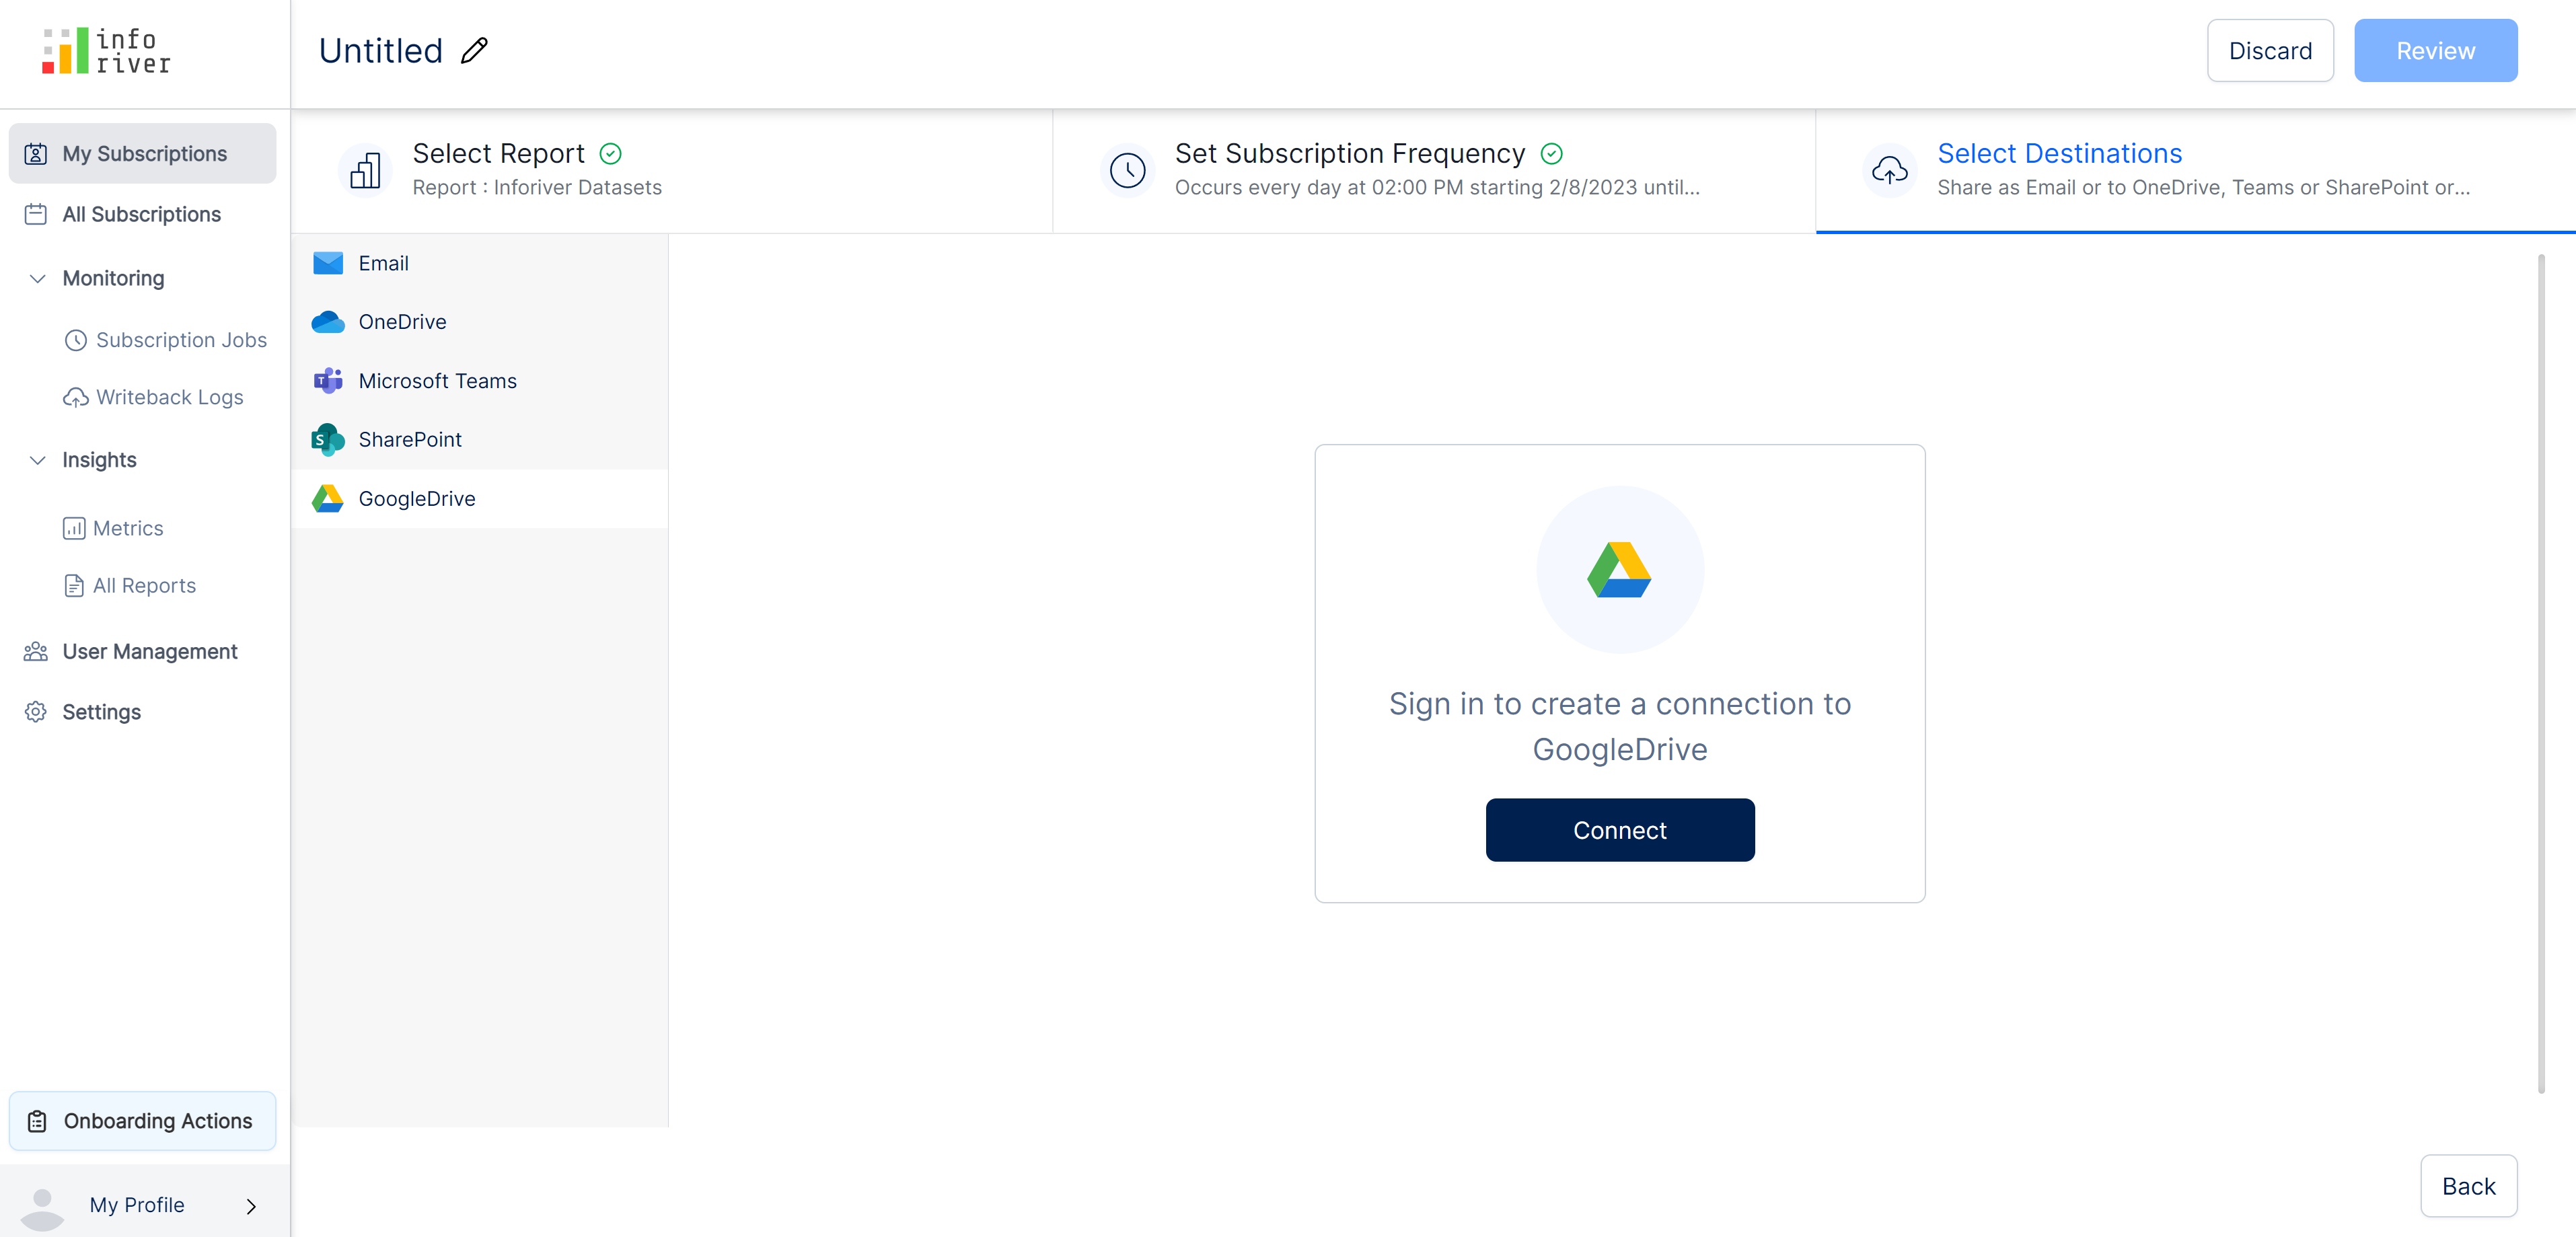 info
river
Untitled
Discard
Review
My Subscriptions
All Subscriptions
Monitoring
Subscription Jobs
Writeback Logs
Insights
Metrics
All Reports
User Management
Settings
Onboarding Actions
My Profile
Select Report
Report : Inforiver Datasets
Set Subscription Frequency
Occurs every day at 02:00 PM starting 2/8/2023 until...
Select Destinations
Share as Email or to OneDrive, Teams or SharePoint or...
Email
OneDrive
Microsoft Teams
SharePoint
GoogleDrive
Sign in to create a connection to
GoogleDrive
Connect
Back